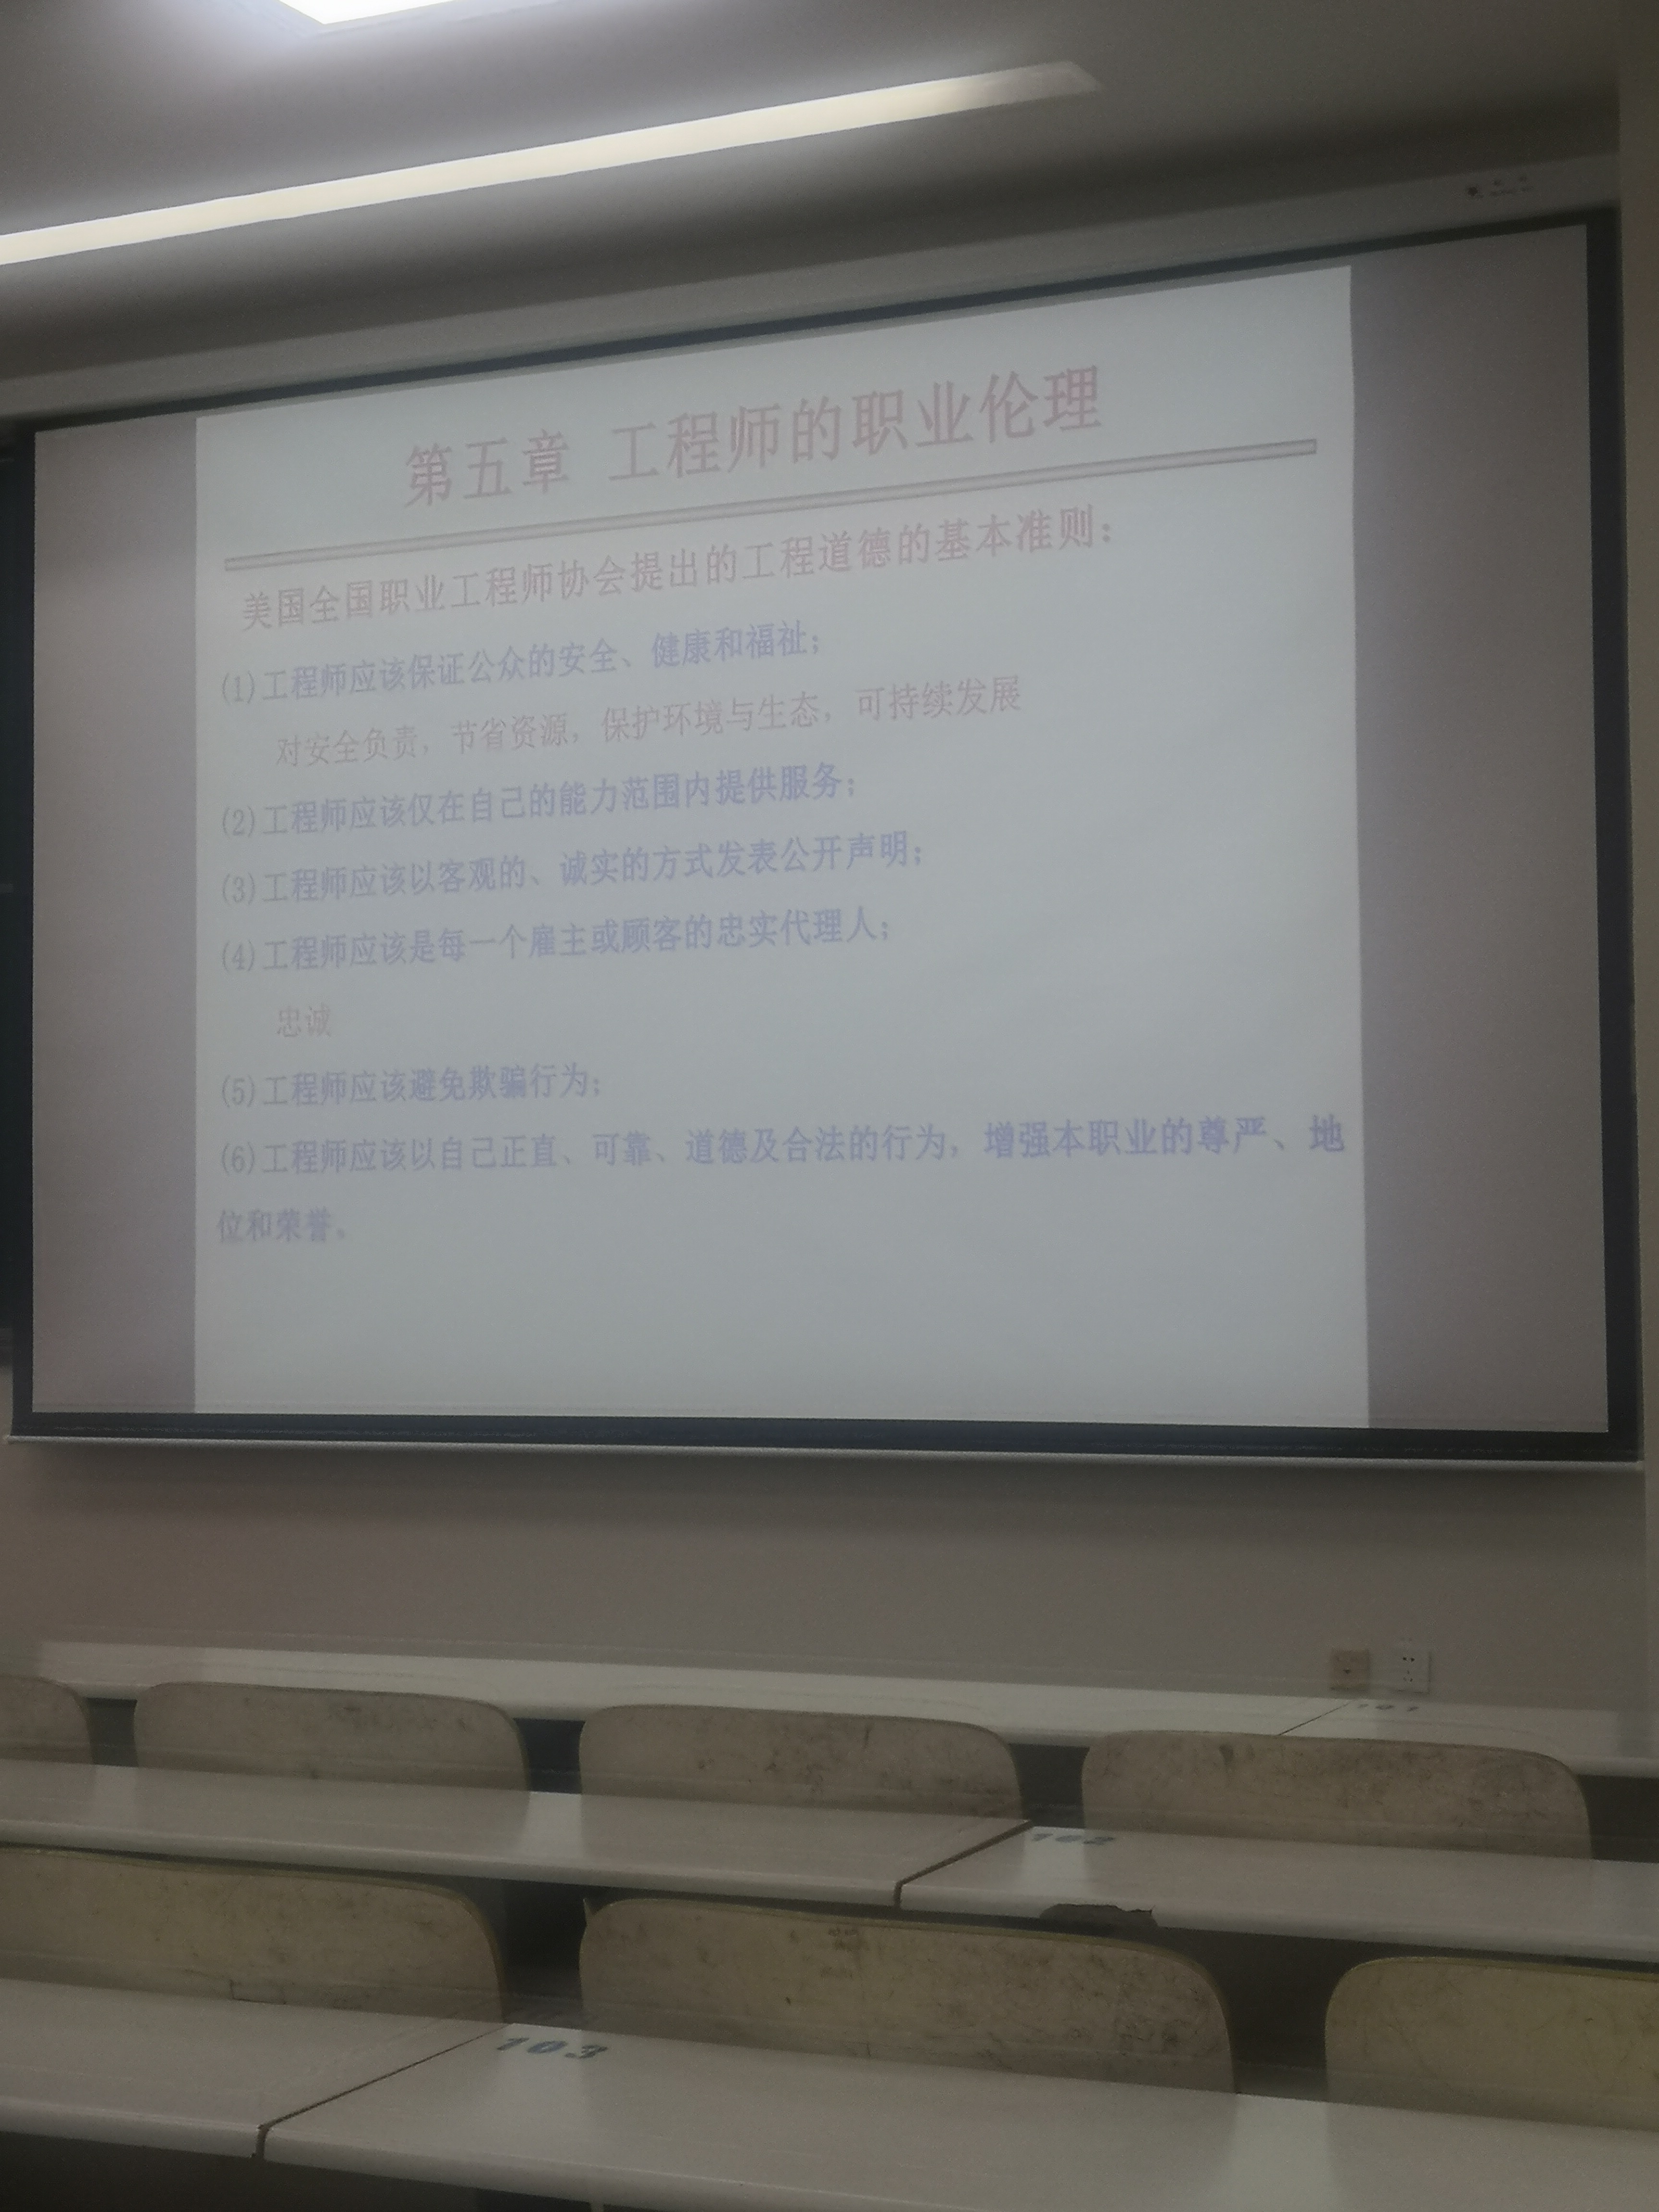 第五章 工程师的职业伦理
美国全国职业工程师协会提出的工程道德的基本准则：
(1)工程师应该保证公众的安全、健康和福祉；
对安全负责，节省资源，保护环境与生态，可持续发展
(2)工程师应该仅在自己的能力范围内提供服务；
(3)工程师应该以客观的、诚实的方式发表公开声明；
(4)工程师应该是每一个雇主或顾客的忠实代理人；
忠诚
(5)工程师应该避免欺骗行为；
(6)工程师应该以自己正直、可靠、道德及合法的行为，增强本职业的尊严、地
位和荣誉。
101
102
103